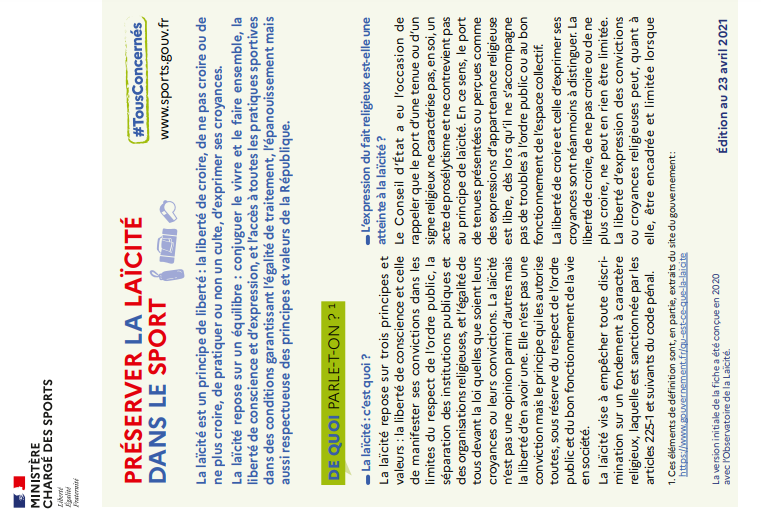 MINISTÈRE
CHARGÉ DES SPORTS
Liberté
Égalité
Fraternité
PRÉSERVER LA LAÏCITÉ
DANS LE SPORT
#TousConcernés
www.sports.gouv.fr
La laïcité est un principe de liberté : la liberté de croire, de ne pas croire ou de
ne plus croire, de pratiquer ou non un culte, d'exprimer ses croyances.
La laïcité repose sur un équilibre : conjuguer le vivre et le faire ensemble, la
liberté de conscience et d'expression, et l'accès à toutes les pratiques sportives
dans des conditions garantissant l'égalité de traitement, l'épanouissement mais
aussi respectueuse des principes et valeurs de la République.
DE QUOI PARLE-T-ON ? 1
La laïcité : c'est quoi ?
La laïcité repose sur trois principes et
valeurs : la liberté de conscience et celle
de manifester ses convictions dans les
limites du respect de l'ordre public, la
séparation des institutions publiques et
des organisations religieuses, et l'égalité de
tous devant la loi quelles que soient leurs
croyances ou leurs convictions. La laïcité
n'est pas une opinion parmi d'autres mais
la liberté d'en avoir une. Elle n'est pas une
conviction mais le principe qui les autorise
toutes, sous réserve du respect de l'ordre
public et du bon fonctionnement de la vie
en société.
La laïcité vise à empêcher toute discri-
mination sur un fondement à caractère
religieux, laquelle est sanctionnée par les
articles 225-1 et suivants du code pénal.
L'expression du fait religieux est-elle une
atteinte à la laïcité ?
Le Conseil d'État a eu l'occasion de
rappeler que le port d'une tenue ou d'un
signe religieux ne caractérise pas, en soi, un
acte de prosélytisme et ne contrevient pas
au principe de laïcité. En ce sens, le port
de tenues présentées ou perçues comme
des expressions d'appartenance religieuse
est libre, dès lors qu'il ne s'accompagne
pas de troubles à l'ordre public ou au bon
fonctionnement de l'espace collectif.
La liberté de croire et celle d'exprimer ses
croyances sont néanmoins à distinguer. La
liberté de croire, de ne pas croire ou de ne
plus croire, ne peut en rien être limitée.
La liberté d'expression des convictions
ou croyances religieuses peut, quant à
elle, être encadrée et limitée lorsque
1. Ces éléments de définition sont, en partie, extraits du site du gouvernement :
https://www.gouvernement.fr/qu-est-ce-que-la-laicite
La version initiale de la fiche a été conçue en 2020
avec l'Observatoire de la Laïcité.
Édition au 23 avril 2021